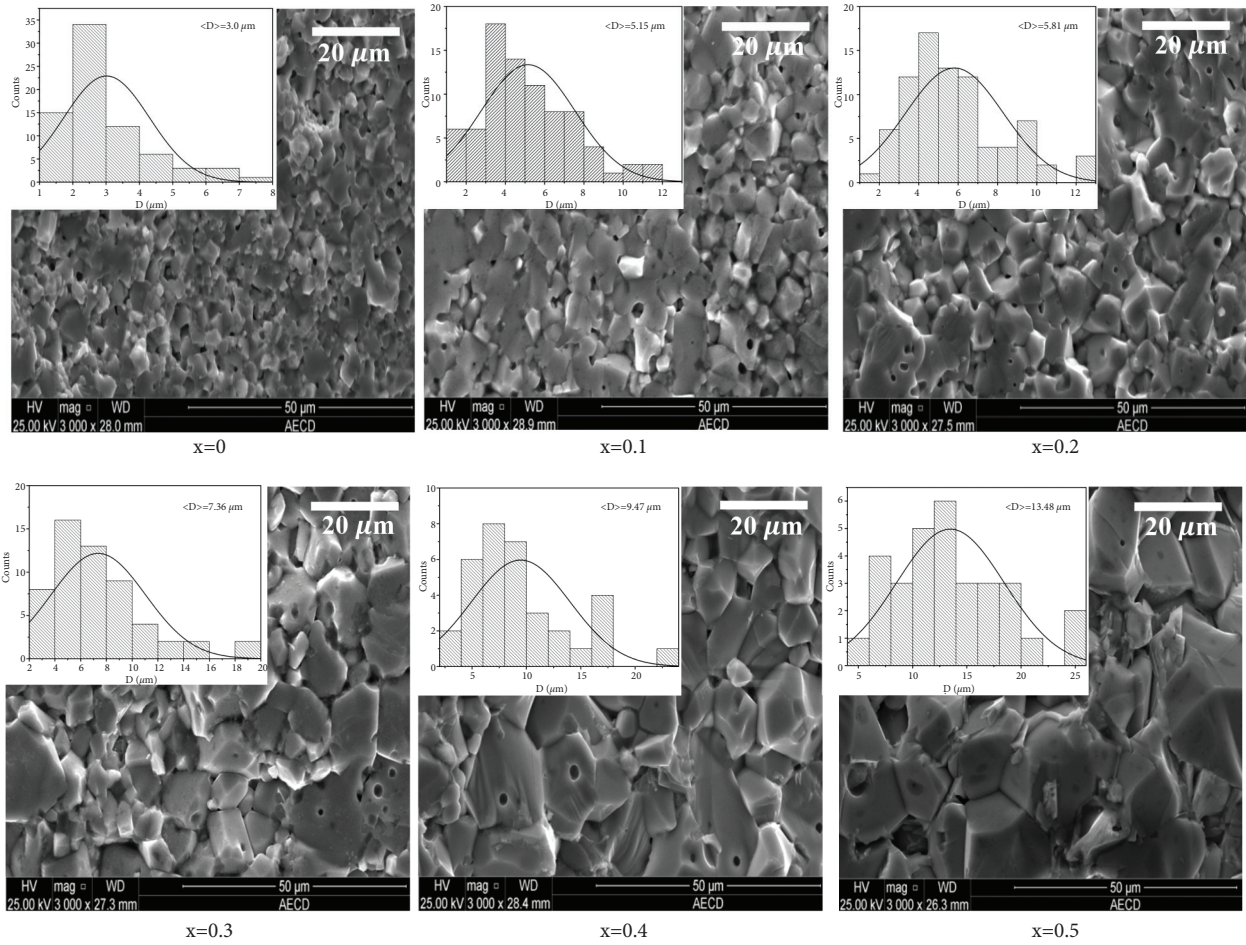 35
30
25
20
15
10
5
0
Counts
<D>=3.0 μm
1 2 3 4 5 6 7 8
D (μm)
20 μm
HV mag □ WD 50 μm
25.00 kV 3 000 x 28.0 mm AECD
x=0
20
15
10
5
0
Counts
<D>=5.15 μm
2 4 6 8 10 12
D (μm)
20 μm
HV mag □ WD 50 μm
25.00 kV 3 000 x 28.9 mm AECD
x=0.1
20
15
10
5
0
Counts
<D>=5.81 μm
2 4 6 8 10 12
D (μm)
20 μm
HV mag □ WD 50 μm
25.00 kV 3 000 x 27.5 mm AECD
x=0.2
20
15
10
5
0
Counts
<D>=7.36 μm
2 4 6 8 10 12 14 16 18 20
D (μm)
20 μm
HV mag □ WD 50 μm
25.00 kV 3 000 x 27.3 mm AECD
x=0.3
10
8
6
4
2
0
Counts
<D>=9.47 μm
5 10 15 20
D (μm)
20 μm
HV mag □ WD 50 μm
25.00 kV 3 000 x 28.4 mm AECD
x=0.4
6
5
4
3
2
1
0
Counts
<D>=13.48 μm
5 10 15 20 25
D (μm)
20 μm
HV mag □ WD 50 μm
25.00 kV 3 000 x 26.3 mm AECD
x=0.5